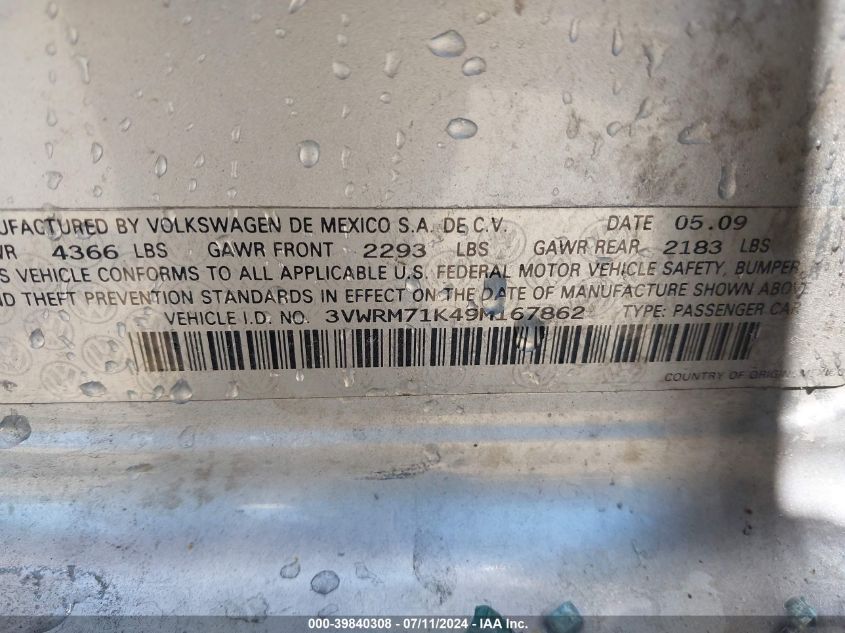 UFACTURED BY VOLKSWAGEN DE MEXICO S.A. DE C.V. DATE 05.09
WR 4366 LBS GAWR FRONT 2293 LBS GAWR REAR 2183 LBS
S VEHICLE CONFORMS TO ALL APPLICABLE U.S. FEDERAL MOTOR VEHICLE SAFETY, BUMPER,
ND THEFT PREVENTION STANDARDS IN EFFECT ON THE DATE OF MANUFACTURE SHOWN ABOV
VEHICLE I.D. NO. 3VWRM71K49M167862 TYPE: PASSENGER CAR
COUNTRY OF ORIGIN: MEXICO
000-39840308 - 07/11/2024 - IAA Inc.